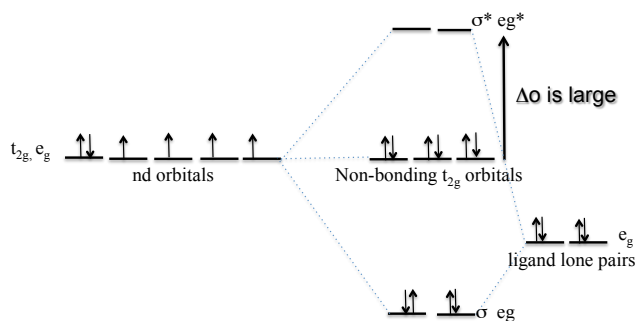 σ* eg*
Δo is large
t2g, eg
nd orbitals
Non-bonding t2g orbitals
eg
ligand lone pairs
σ eg